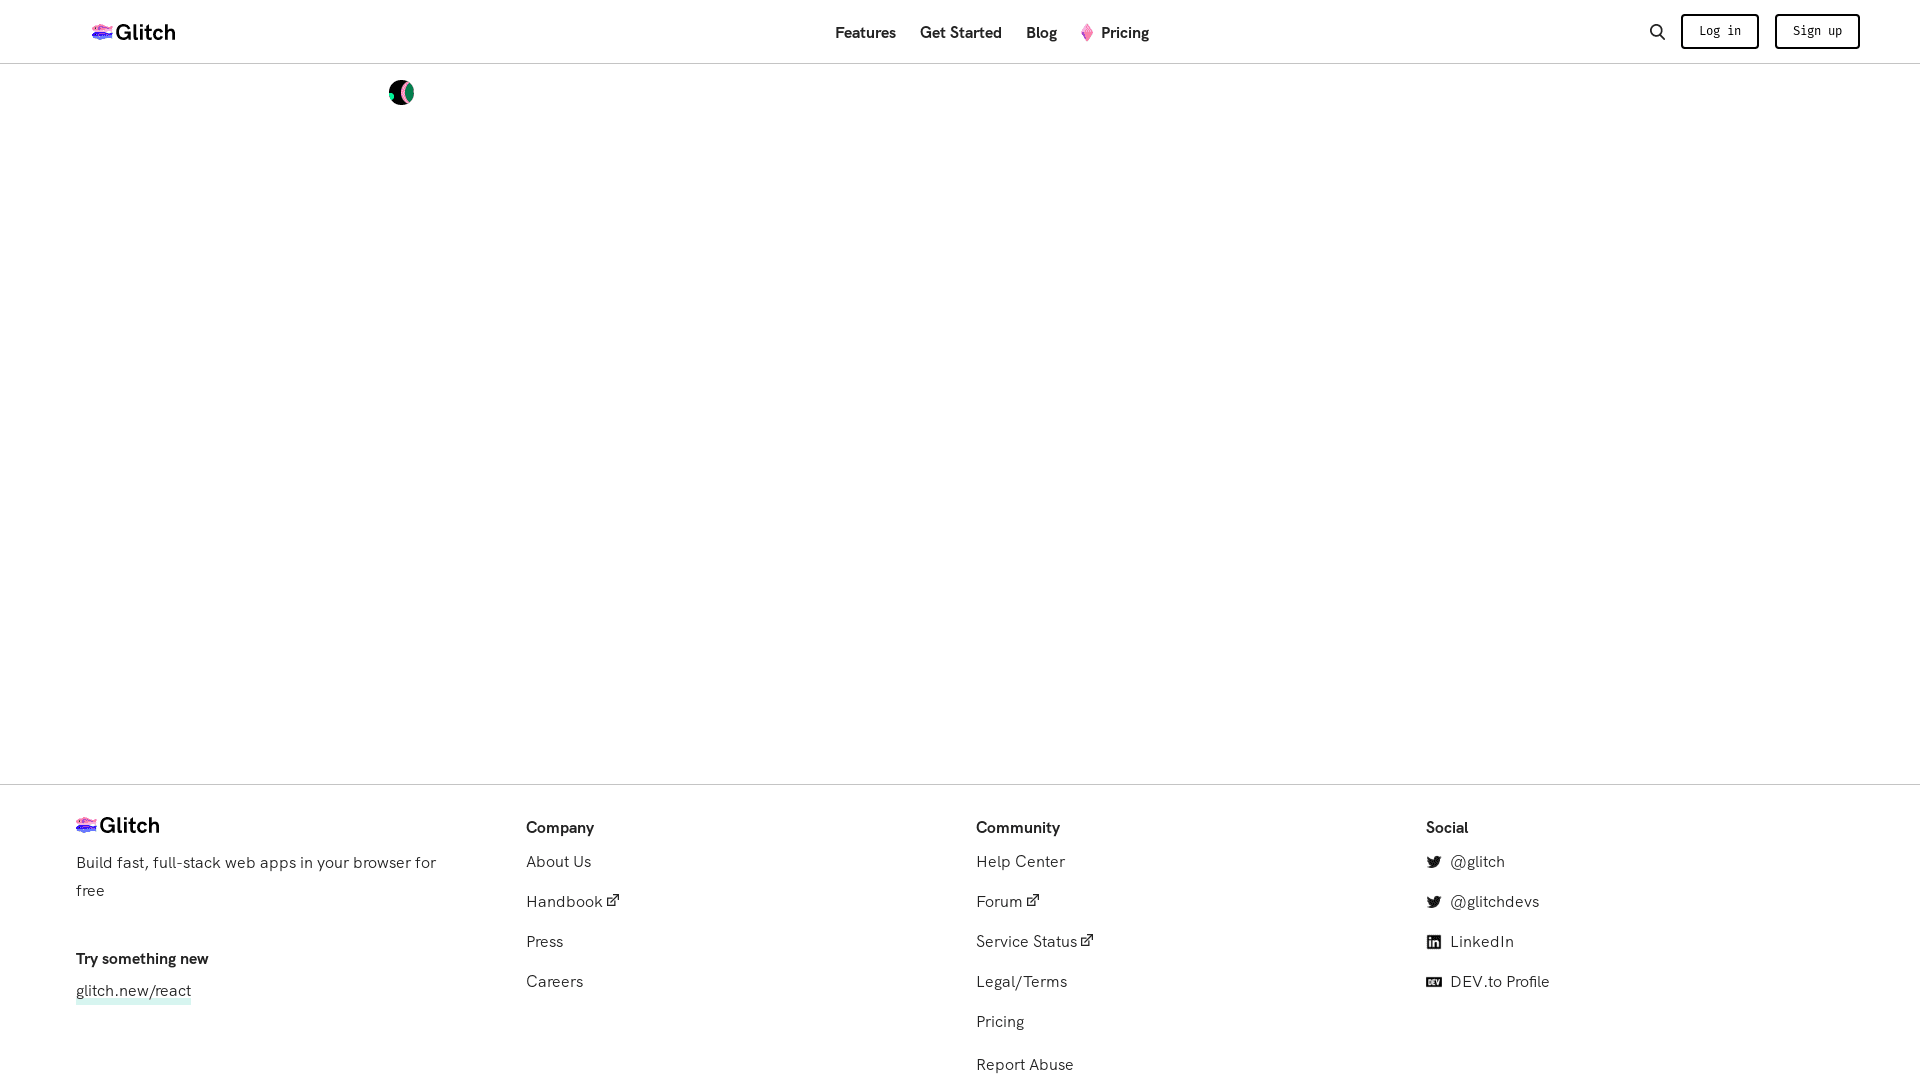 Glitch
Features
Get Started
Blog
Pricing
Log in
Sign up
Glitch
Build fast, full-stack web apps in your browser for
free
Try something new
glitch.new/react
Company
About Us
Handbook
Press
Careers
Community
Help Center
Forum
Service Status
Legal/Terms
Pricing
Report Abuse
Social
@glitch
@glitchdevs
LinkedIn
DEV DEV.to Profile